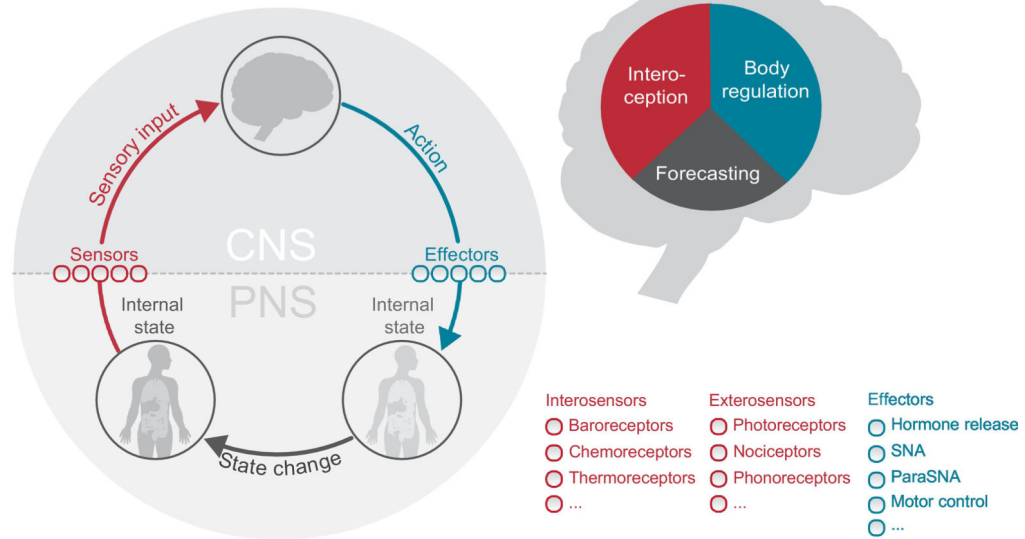 Sensory input
Action
Sensors
CNS
Effectors
PNS
Internal
state
Internal
state
State change
Intero-
ception
Body
regulation
Forecasting
Interosensors
Baroreceptors
Chemoreceptors
Thermoreceptors
...
Exterosensors
Photoreceptors
Nociceptors
Phonoreceptors
...
Effectors
Hormone release
SNA
ParaSNA
Motor control
...